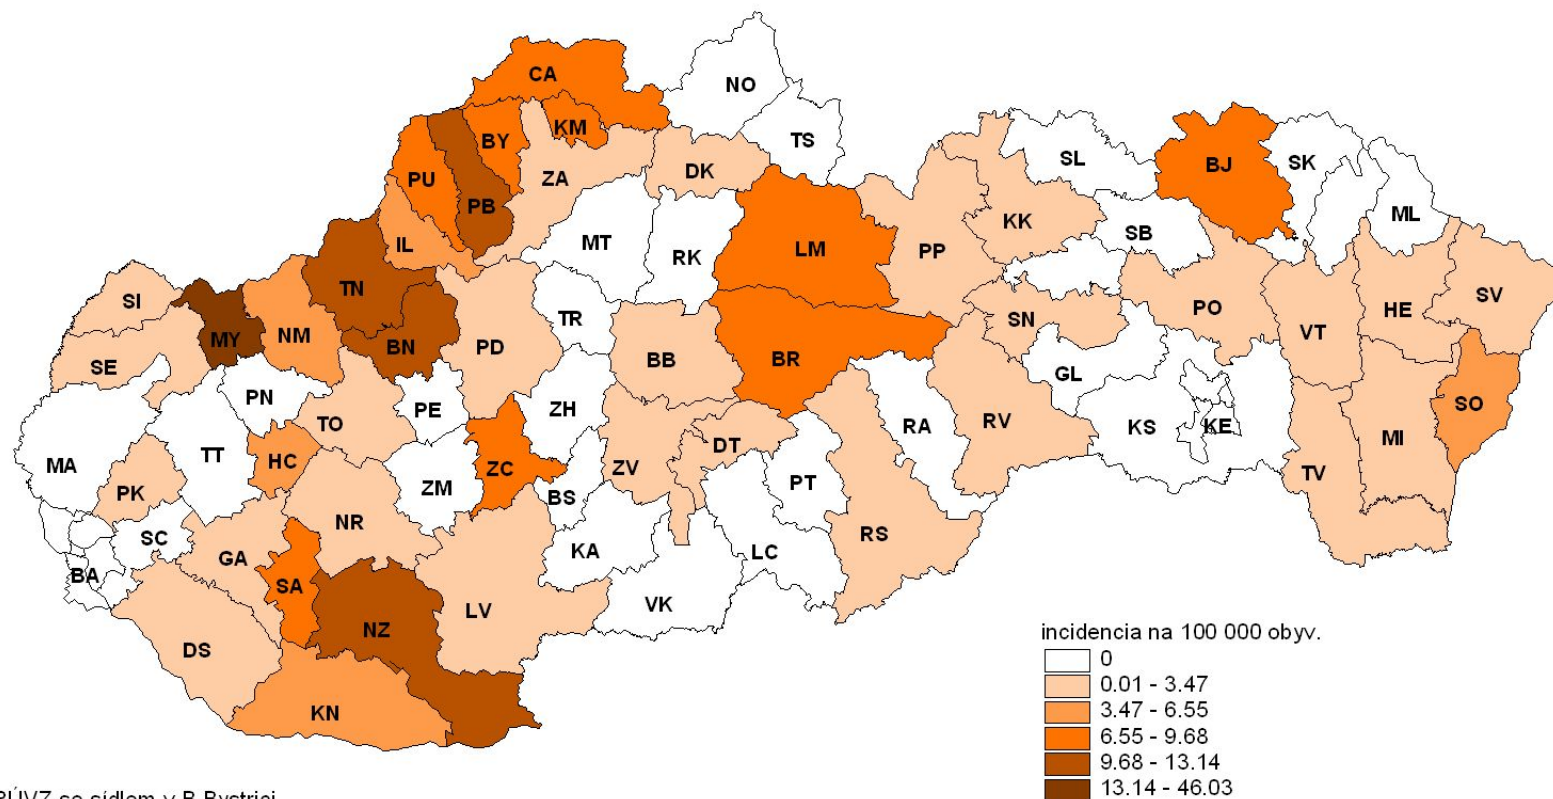 CA
NO
BY
KM
TS
SL
SK
BJ
PU
ZA
DK
PB
KK
ML
IL
MT
RK
LM
PP
SB
SI
TN
MY
NM
TR
SN
PO
HE
SV
VT
SE
BN
PD
BB
BR
GL
PN
TO
PE
ZH
RA
RV
KS
KE
SO
MI
MA
TT
HC
ZC
ZV
DT
TV
PK
ZM
BS
PT
SC
NR
RS
GA
KA
LC
BA
SA
NZ
LV
VK
DS
KN
incidencia na 100 000 obyv.
0
0.01 - 3.47
3.47 - 6.55
6.55 - 9.68
9.68 - 13.14
13.14 - 46.03
RÚVZ so sídlom v B.Bystrici